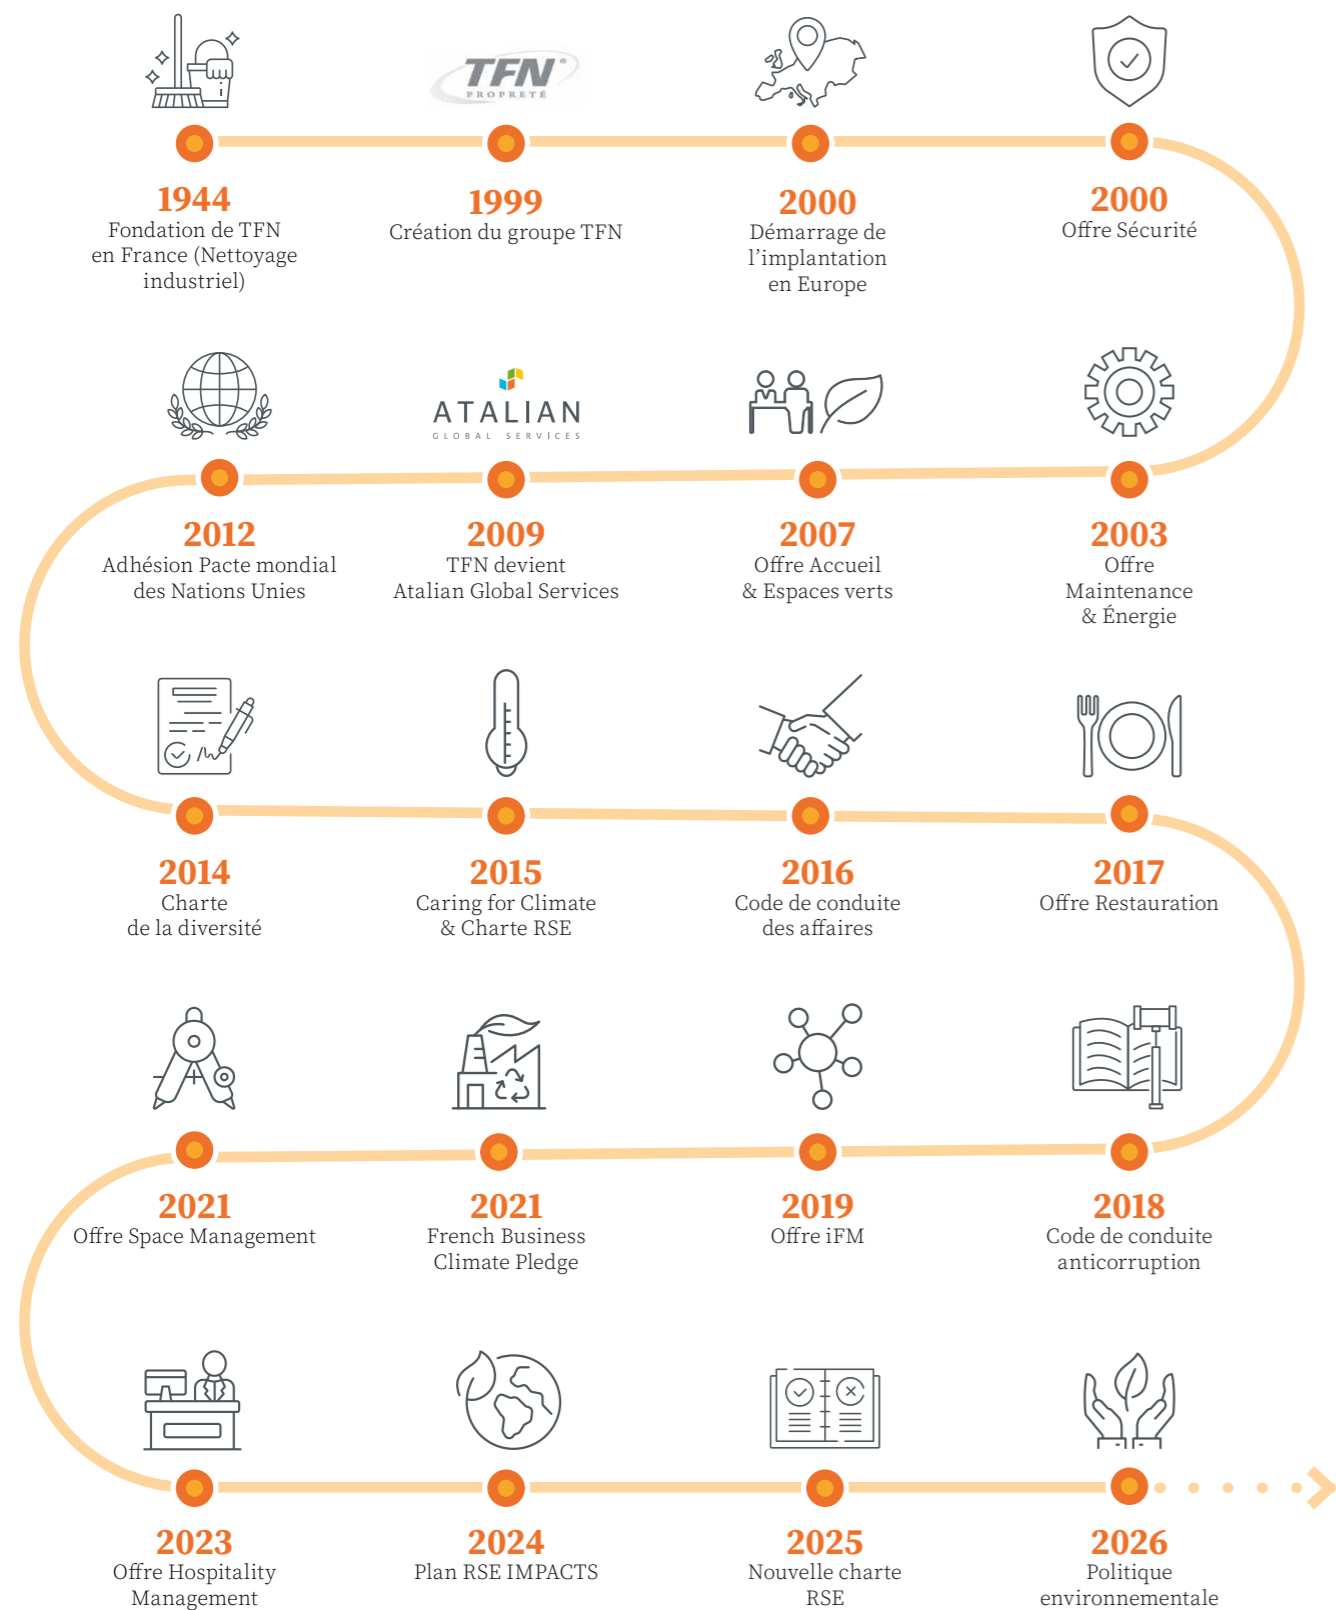 TFN®
PROPRETÉ
1944
Fondation de TFN
en France (Nettoyage
industriel)
1999
Création du groupe TFN
2000
Démarrage de
l’implantation
en Europe
2000
Offre Sécurité
2003
Offre
Maintenance
& Énergie
2007
Offre Accueil
& Espaces verts
ATALIAN
GLOBAL SERVICES
2009
TFN devient
Atalian Global Services
2012
Adhésion Pacte mondial
des Nations Unies
2014
Charte
de la diversité
2015
Caring for Climate
& Charte RSE
2016
Code de conduite
des affaires
2017
Offre Restauration
2018
Code de conduite
anticorruption
2019
Offre iFM
2021
French Business
Climate Pledge
2021
Offre Space Management
2023
Offre Hospitality
Management
2024
Plan RSE IMPACTS
2025
Nouvelle charte
RSE
2026
Politique
environnementale